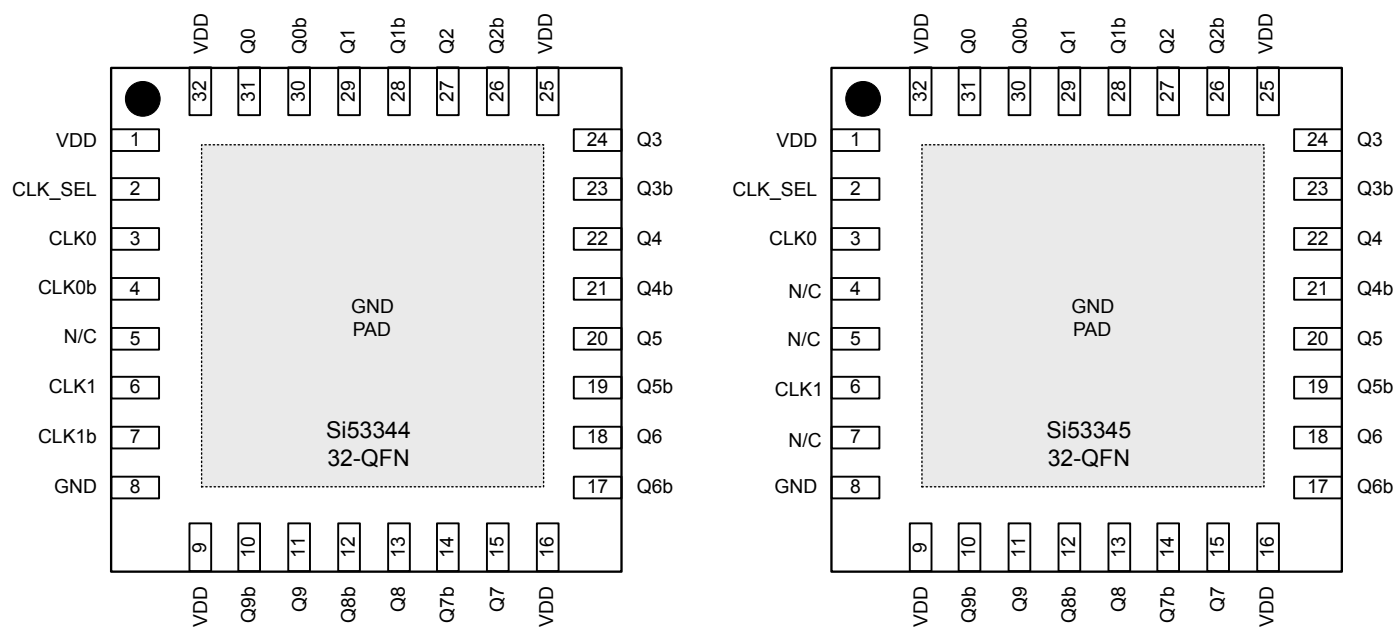 VDD Q0 Q0b Q1 Q1b Q2 Q2b VDD
32 31 30 29 28 27 26 25
VDD 1 24 Q3
CLK_SEL 2 23 Q3b
CLK0 3 22 Q4
CLK0b 4 21 Q4b
N/C 5 20 Q5
CLK1 6 19 Q5b
CLK1b 7 18 Q6
GND 8 17 Q6b
GND
PAD
Si53344
32-QFN
9 10 11 12 13 14 15 16
VDD Q9b Q9 Q8b Q8 Q7b Q7 VDD
VDD Q0 Q0b Q1 Q1b Q2 Q2b VDD
32 31 30 29 28 27 26 25
VDD 1 24 Q3
CLK_SEL 2 23 Q3b
CLK0 3 22 Q4
N/C 4 21 Q4b
N/C 5 20 Q5
CLK1 6 19 Q5b
N/C 7 18 Q6
GND 8 17 Q6b
GND
PAD
Si53345
32-QFN
9 10 11 12 13 14 15 16
VDD Q9b Q9 Q8b Q8 Q7b Q7 VDD